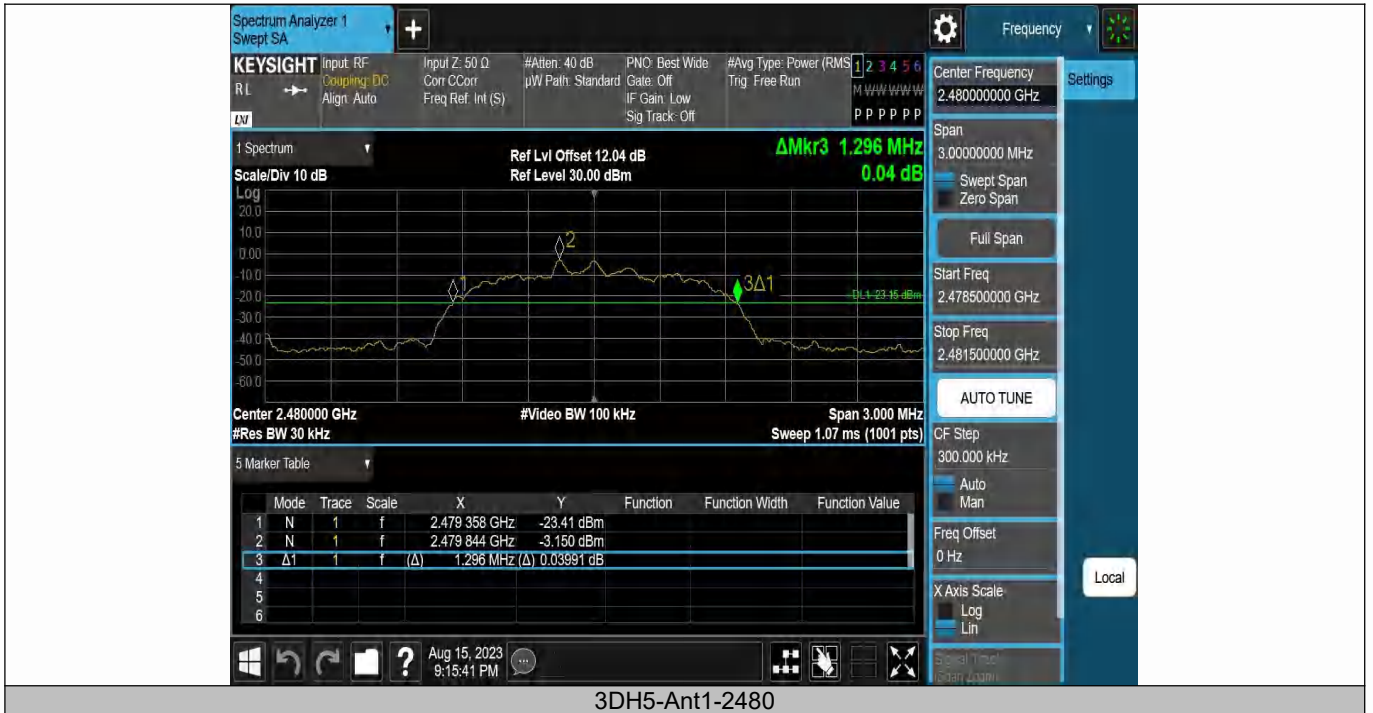 Spectrum Analyzer 1
Swept SA
+
Frequency
KEYSIGHT
RL
LXI
Input: RF
Coupling: DC
Align: Auto
Input Z: 50 Ω
Corr CCorr
Freq Ref: Int (S)
#Atten: 40 dB
µW Path: Standard
PNO: Best Wide
Gate: Off
IF Gain: Low
Sig Track: Off
#Avg Type: Power (RMS
Trig: Free Run
1 2 3 4 5 6
M W W W W W
P P P P P P
1 Spectrum
Scale/Div 10 dB
Ref Lvl Offset 12.04 dB
Ref Level 30.00 dBm
ΔMkr3 1.296 MHz
0.04 dB
Log
20.0
10.0
0.00
-10.0
-20.0
-30.0
-40.0
-50.0
-60.0
1
2
3Δ1
DL1 -23.15 dBm
Center 2.480000 GHz
#Video BW 100 kHz
Span 3.000 MHz
#Res BW 30 kHz
Sweep 1.07 ms (1001 pts)
5 Marker Table
Mode Trace Scale X Y Function Function Width Function Value
1 N 1 f 2.479 358 GHz -23.41 dBm
2 N 1 f 2.479 844 GHz -3.150 dBm
3 Δ1 1 f (Δ) 1.296 MHz (Δ) 0.03991 dB
4
5
6
?
Aug 15, 2023
9:15:41 PM
Center Frequency
2.480000000 GHz
Settings
Span
3.00000000 MHz
Swept Span
Zero Span
Full Span
Start Freq
2.478500000 GHz
Stop Freq
2.481500000 GHz
AUTO TUNE
CF Step
300.000 kHz
Auto
Man
Freq Offset
0 Hz
X Axis Scale
Log
Lin
Local
Signal Track
(Span Zoom)
3DH5-Ant1-2480